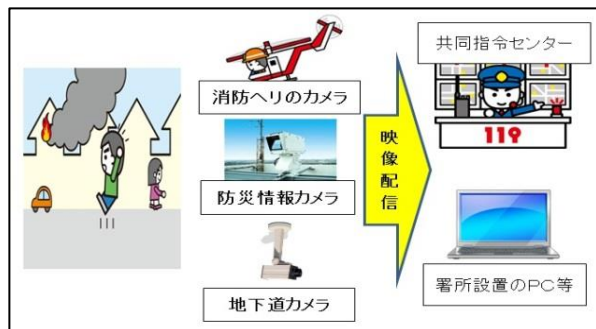 消防ヘリのカメラ
防災情報カメラ
地下道カメラ
映像配信
共同指令センター
119
署所設置のPC等